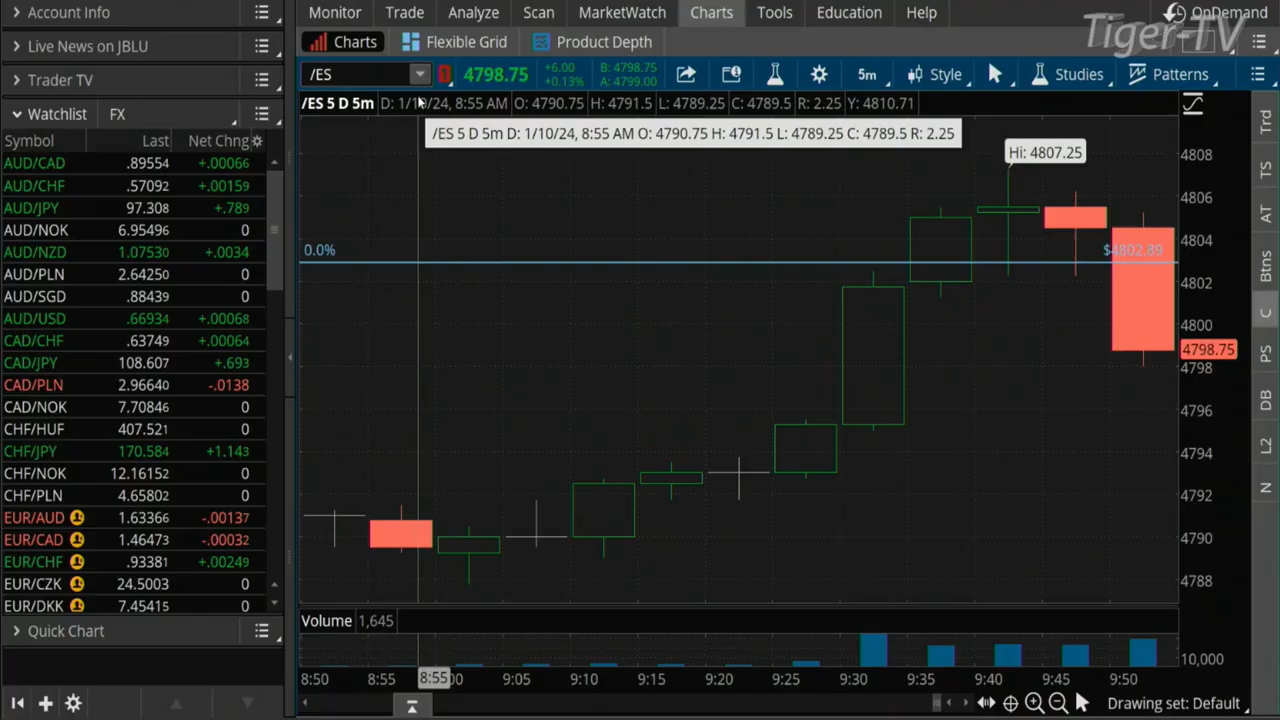 Account Info
Live News on JBLU
Trader TV
Watchlist FX
Symbol Last Net Chng
AUD/CAD .89554 +.00066
AUD/CHF .57092 +.00159
AUD/JPY 97.308 +.789
AUD/NOK 6.95496 0
AUD/NZD 1.07530 +.0034
AUD/PLN 2.64250 0
AUD/SGD .88439 0
AUD/USD .66934 +.00068
CAD/CHF .63749 +.00064
CAD/JPY 108.607 +.693
CAD/PLN 2.96640 -.0138
CAD/NOK 7.70846 0
CHF/HUF 407.521 0
CHF/JPY 170.584 +1.143
CHF/NOK 12.16152 0
CHF/PLN 4.65802 0
EUR/AUD 1.63366 -.00137
EUR/CAD 1.46473 -.00032
EUR/CHF .93381 +.00249
EUR/CZK 24.5003 0
EUR/DKK 7.45415 0
Quick Chart
Monitor Trade Analyze Scan MarketWatch Charts Tools Education Help
OnDemand
Tiger-TV
Charts Flexible Grid Product Depth
/ES 4798.75 +6.00 B: 4798.75 5m Style Studies Patterns
+0.13% A: 4799.00
/ES 5 D 5m D: 1/10/24, 8:55 AM O: 4790.75 H: 4791.5 L: 4789.25 C: 4789.5 R: 2.25 Y: 4810.71
/ES 5 D 5m D: 1/10/24, 8:55 AM O: 4790.75 H: 4791.5 L: 4789.25 C: 4789.5 R: 2.25
Hi: 4807.25
0.0% $4802.89
4808
4806
4804
4802
4800
4798.75
4798
4796
4794
4792
4790
4788
Volume 1,645
10,000
8:50 8:55 8:55 :00 9:05 9:10 9:15 9:20 9:25 9:30 9:35 9:40 9:45 9:50
Drawing set: Default
Trd
TS
AT
Btns
C
PS
DB
L2
N